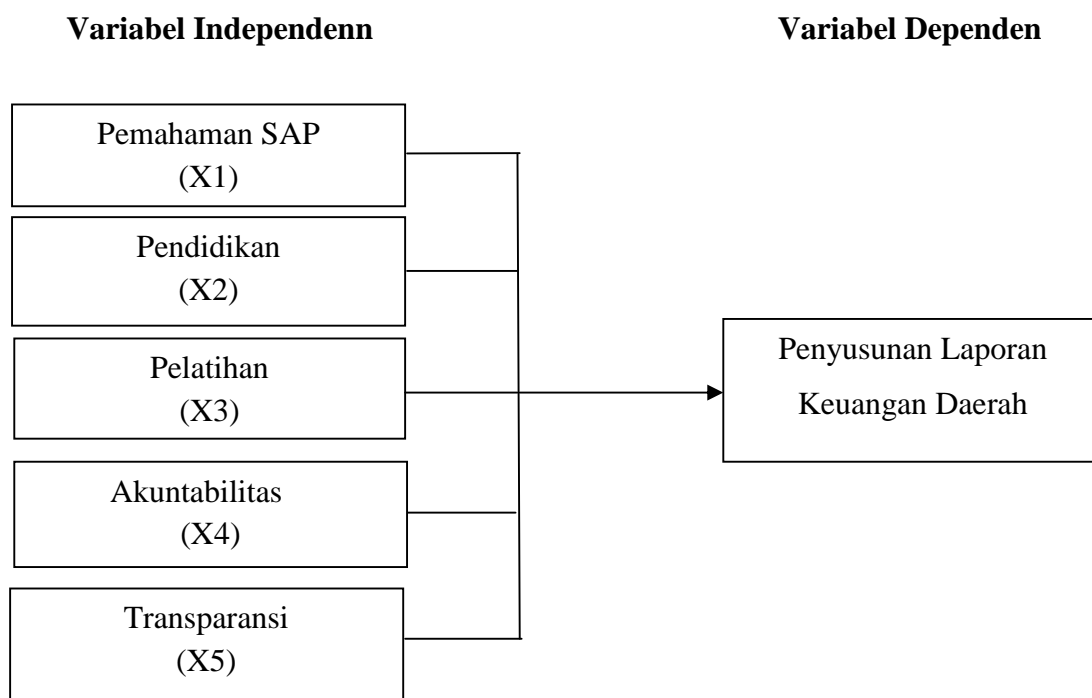 Variabel Independenn
Variabel Dependen
Pemahaman SAP
(X1)
Pendidikan
(X2)
Pelatihan
(X3)
Akuntabilitas
(X4)
Transparansi
(X5)
Penyusunan Laporan
Keuangan Daerah